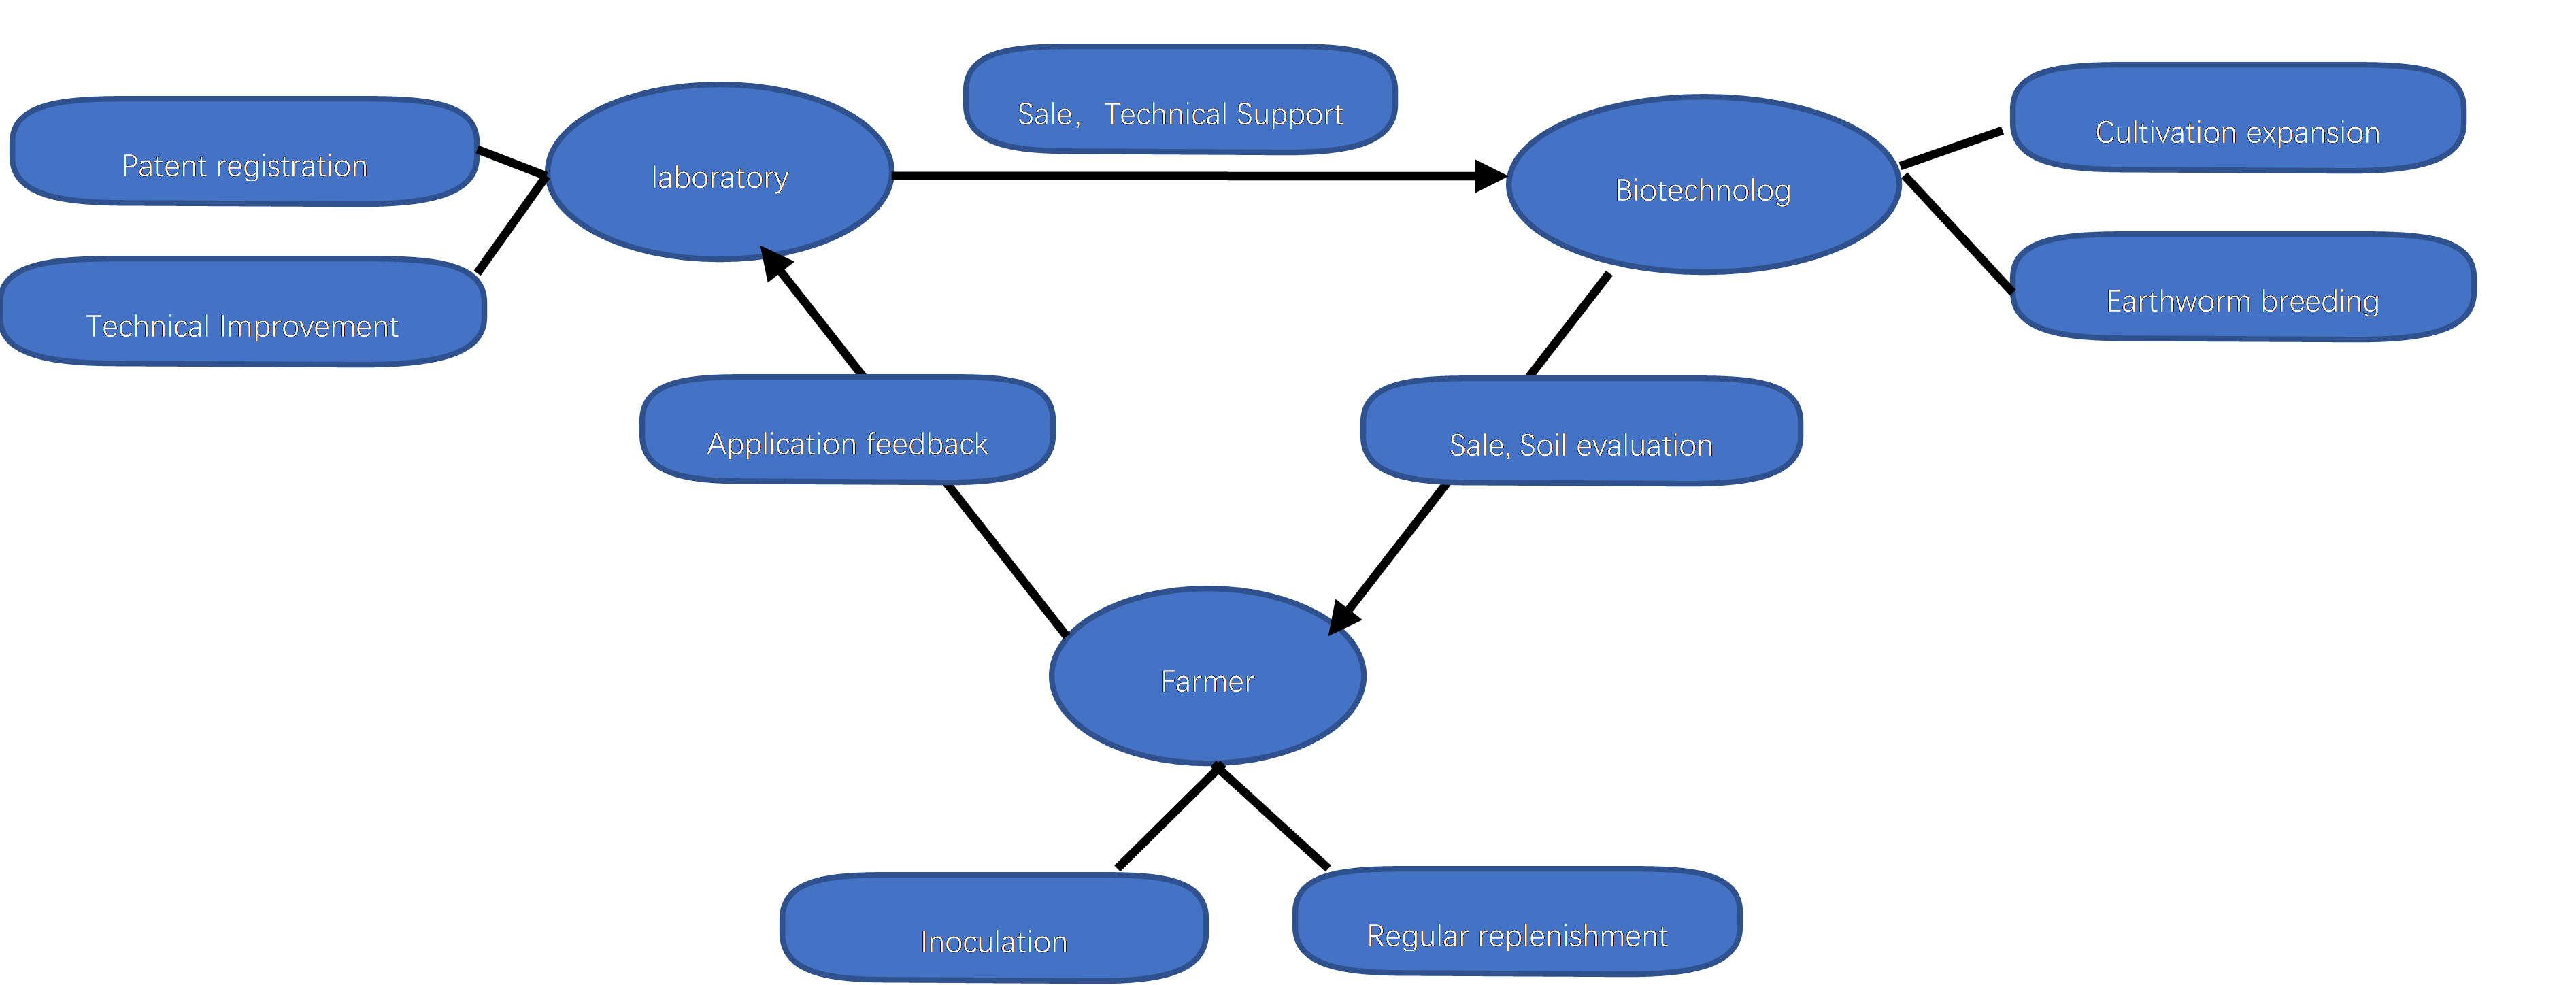 Sale， Technical Support
Patent registration
laboratory
Biotechnolog
Cultivation expansion
Technical Improvement
Earthworm breeding
Application feedback
Sale, Soil evaluation
Farmer
Inoculation
Regular replenishment